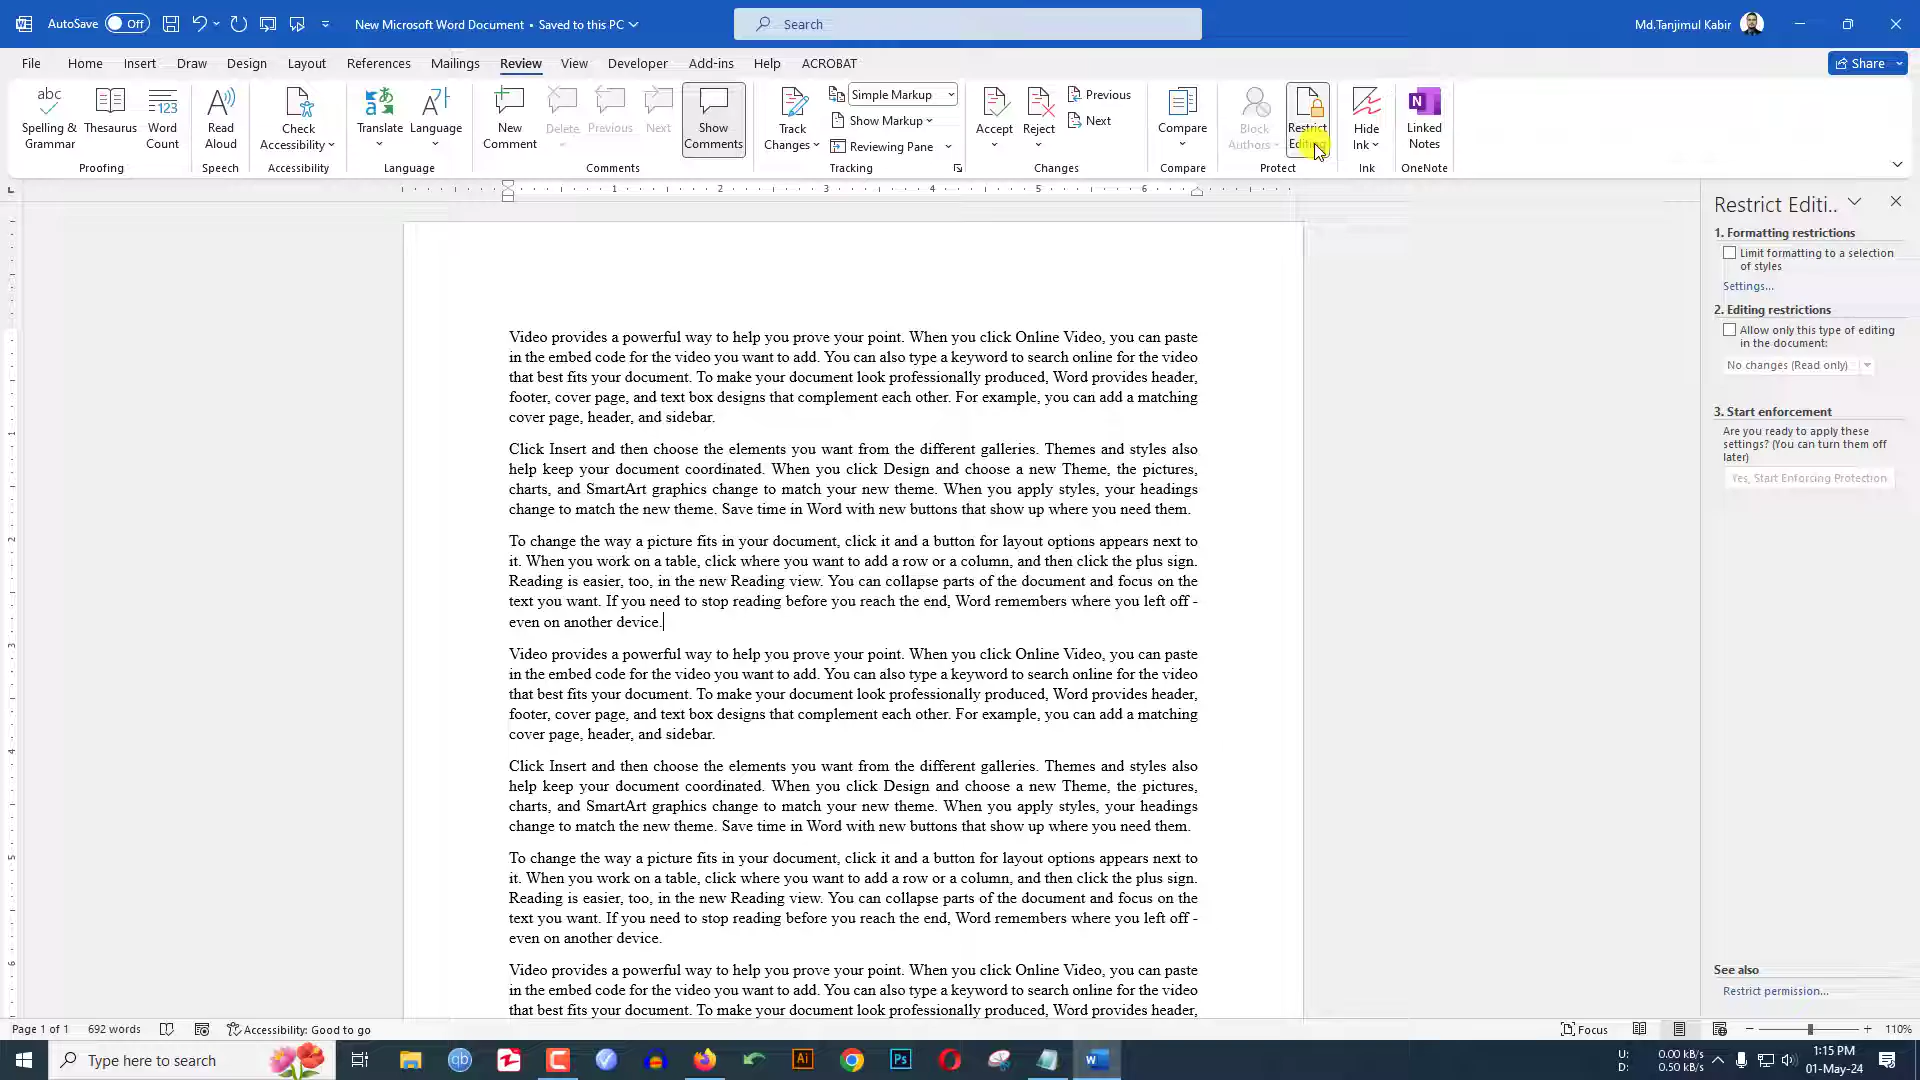 AutoSave Off New Microsoft Word Document • Saved to this PC Search Md.Tanjimul Kabir
File Home Insert Draw Design Layout References Mailings Review View Developer Add-ins Help ACROBAT Share
abc
Spelling & Grammar
Thesaurus
123
Word Count
Proofing
Read Aloud
Speech
Check Accessibility
Accessibility
Translate
Language
Language
New Comment
Delete
Previous
Next
Show Comments
Comments
Track Changes
Simple Markup
Show Markup
Reviewing Pane
Tracking
Accept
Reject
Previous
Next
Changes
Compare
Compare
Block Authors
Restrict Editing
Protect
Hide Ink
Ink
Linked Notes
OneNote
1 2 3 4 5 6
Video provides a powerful way to help you prove your point. When you click Online Video, you can paste
in the embed code for the video you want to add. You can also type a keyword to search online for the video
that best fits your document. To make your document look professionally produced, Word provides header,
footer, cover page, and text box designs that complement each other. For example, you can add a matching
cover page, header, and sidebar.
Click Insert and then choose the elements you want from the different galleries. Themes and styles also
help keep your document coordinated. When you click Design and choose a new Theme, the pictures,
charts, and SmartArt graphics change to match your new theme. When you apply styles, your headings
change to match the new theme. Save time in Word with new buttons that show up where you need them.
To change the way a picture fits in your document, click it and a button for layout options appears next to
it. When you work on a table, click where you want to add a row or a column, and then click the plus sign.
Reading is easier, too, in the new Reading view. You can collapse parts of the document and focus on the
text you want. If you need to stop reading before you reach the end, Word remembers where you left off -
even on another device.
Video provides a powerful way to help you prove your point. When you click Online Video, you can paste
in the embed code for the video you want to add. You can also type a keyword to search online for the video
that best fits your document. To make your document look professionally produced, Word provides header,
footer, cover page, and text box designs that complement each other. For example, you can add a matching
cover page, header, and sidebar.
Click Insert and then choose the elements you want from the different galleries. Themes and styles also
help keep your document coordinated. When you click Design and choose a new Theme, the pictures,
charts, and SmartArt graphics change to match your new theme. When you apply styles, your headings
change to match the new theme. Save time in Word with new buttons that show up where you need them.
To change the way a picture fits in your document, click it and a button for layout options appears next to
it. When you work on a table, click where you want to add a row or a column, and then click the plus sign.
Reading is easier, too, in the new Reading view. You can collapse parts of the document and focus on the
text you want. If you need to stop reading before you reach the end, Word remembers where you left off -
even on another device.
Video provides a powerful way to help you prove your point. When you click Online Video, you can paste
in the embed code for the video you want to add. You can also type a keyword to search online for the video
that best fits your document. To make your document look professionally produced, Word provides header,
Restrict Editi..
1. Formatting restrictions
Limit formatting to a selection
of styles
Settings...
2. Editing restrictions
Allow only this type of editing
in the document:
No changes (Read only)
3. Start enforcement
Are you ready to apply these
settings? (You can turn them off
later)
Yes, Start Enforcing Protection
See also
Restrict permission...
Page 1 of 1 692 words Accessibility: Good to go Focus 110%
Type here to search
qb
Ai
Ps
U: 0.00 kB/s
D: 0.50 kB/s
1:15 PM
01-May-24